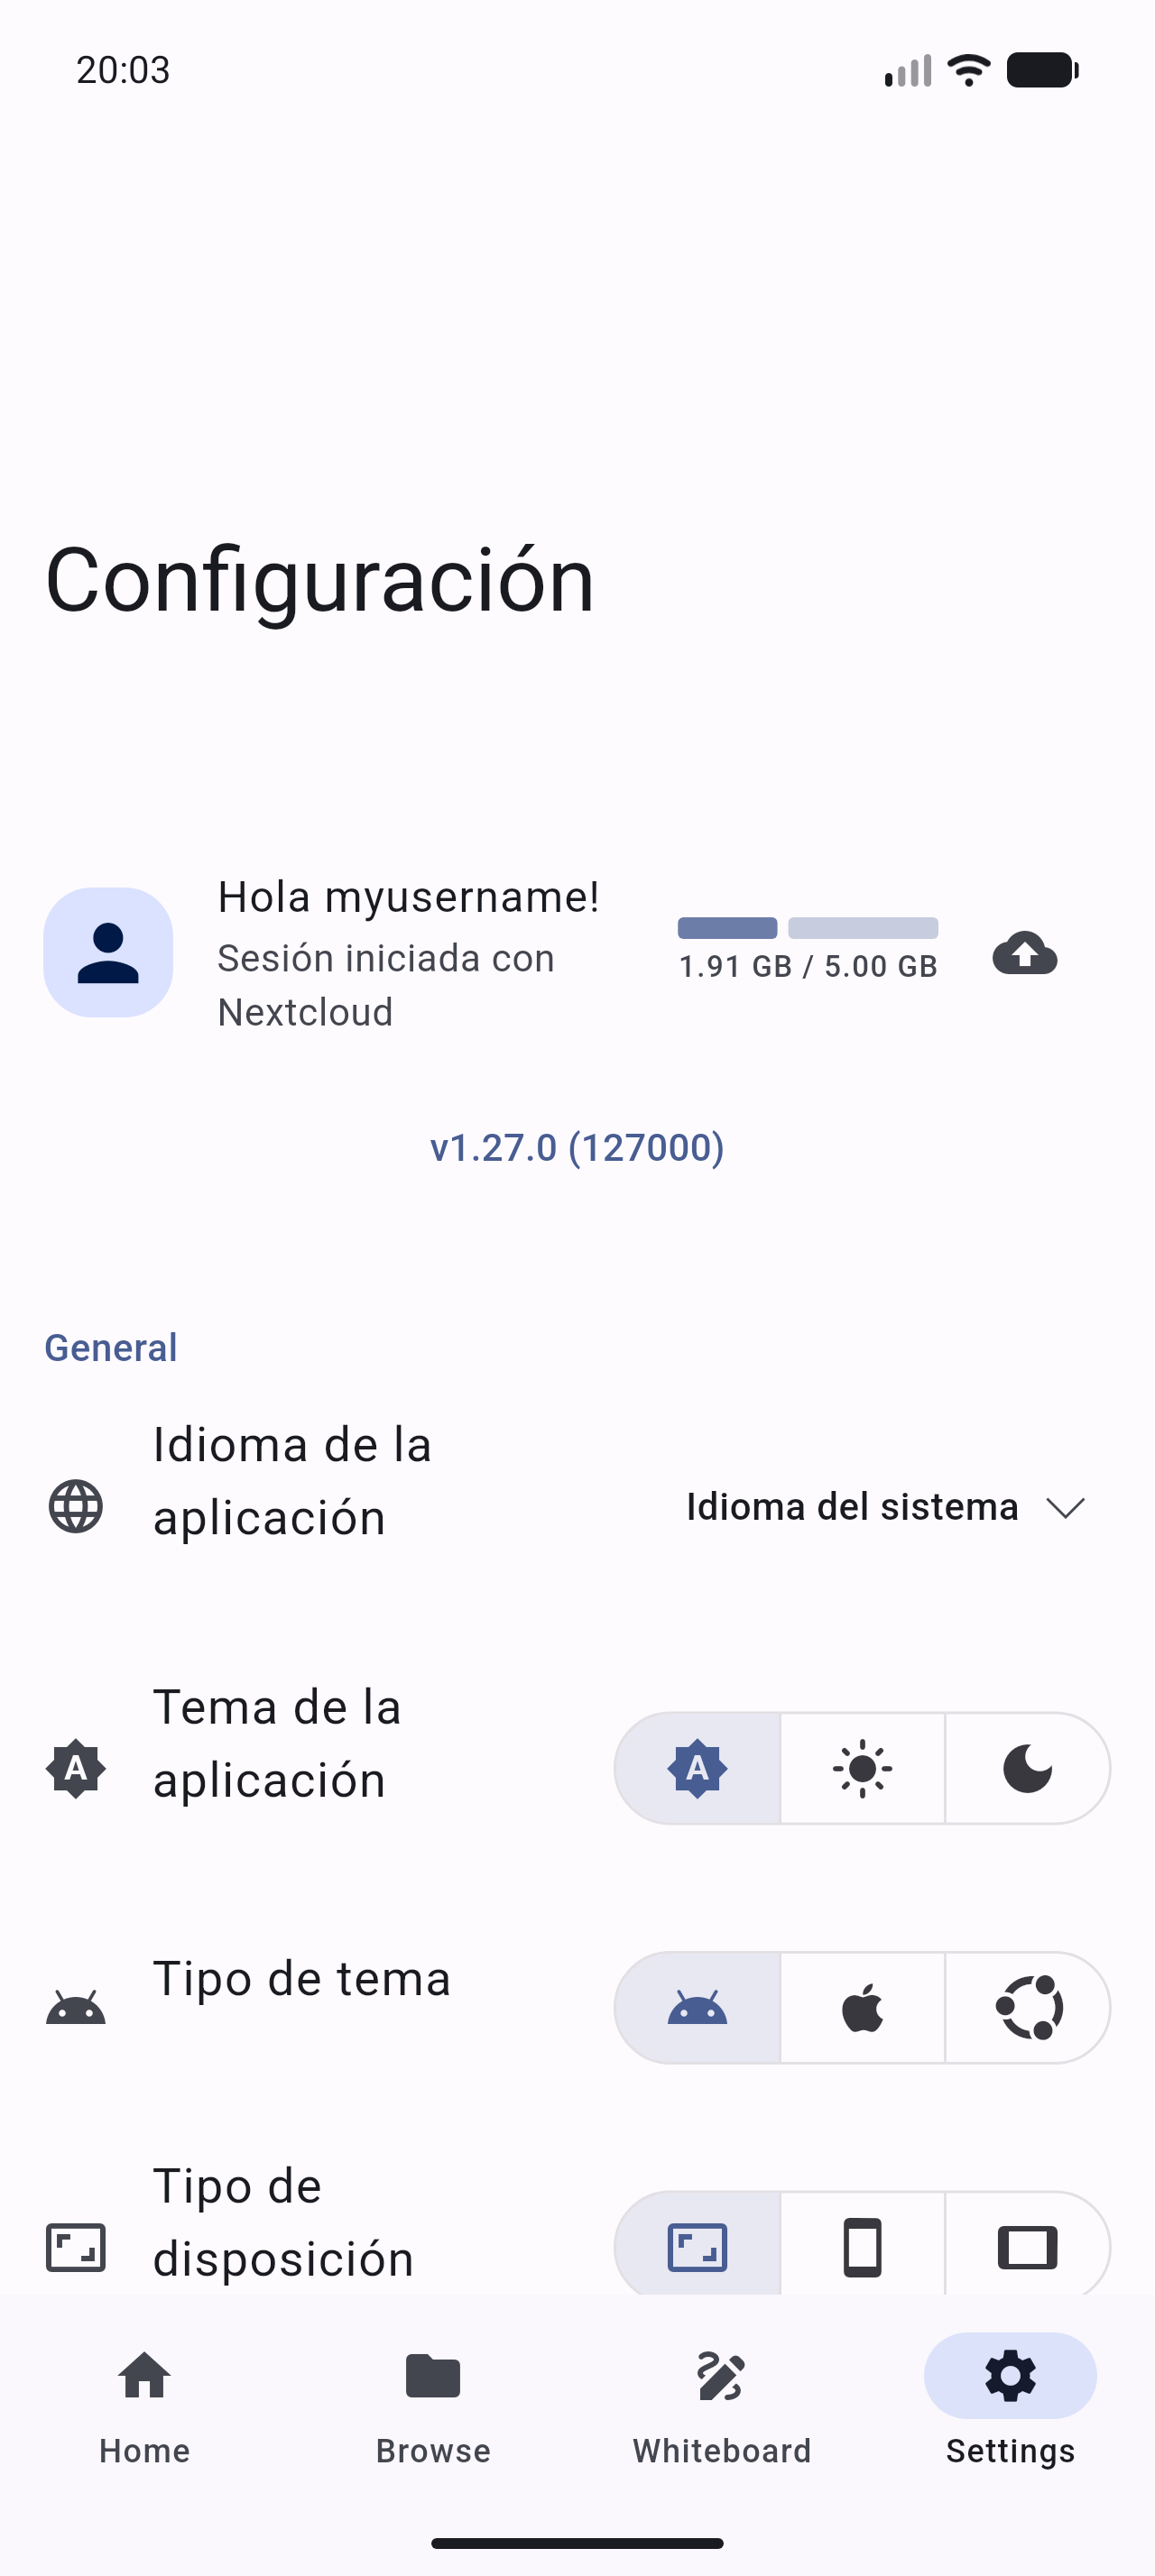 20:03
Configuración
Hola myusername!
Sesión iniciada con
Nextcloud
1.91 GB / 5.00 GB
v1.27.0 (127000)
General
Idioma de la
aplicación
Idioma del sistema
Tema de la
aplicación
A
A
Tipo de tema
Tipo de
disposición
Home
Browse
Whiteboard
Settings